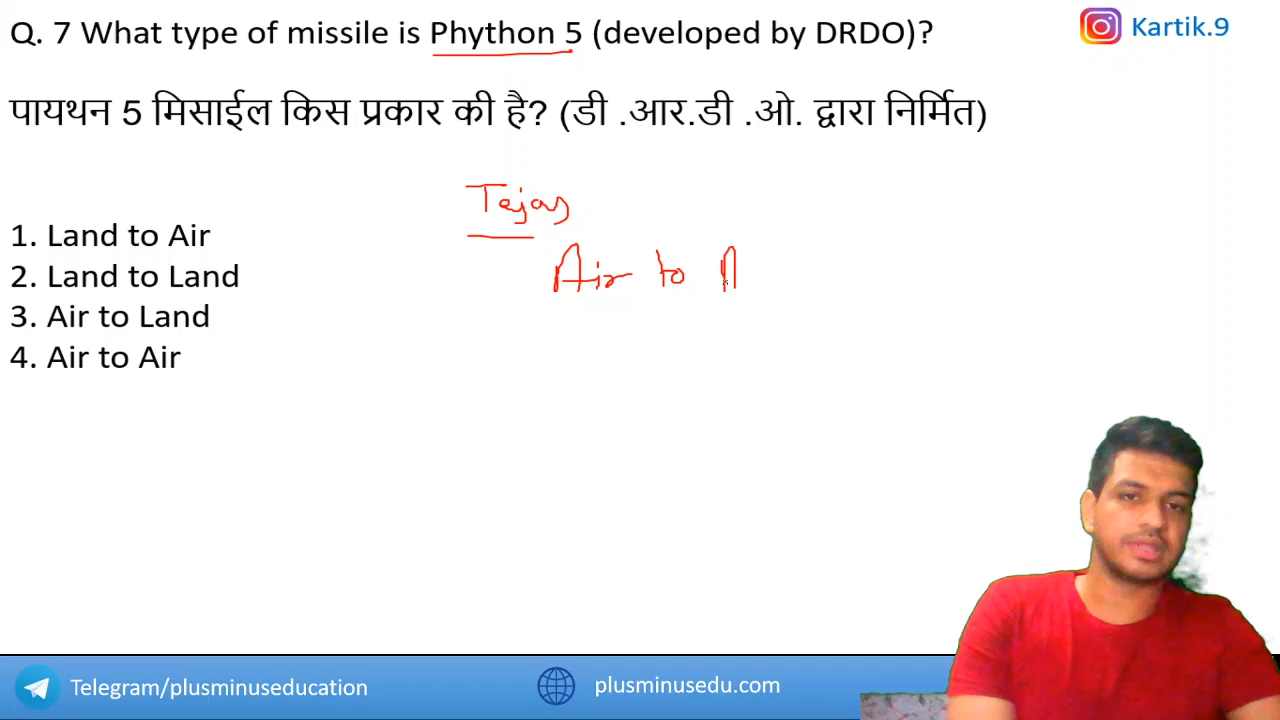 Q. 7 What type of missile is Phython 5 (developed by DRDO)?
Kartik.9
पायथन 5 मिसाईल किस प्रकार की है? (डी .आर.डी .ओ. द्वारा निर्मित)
Tejas
Air to A
1. Land to Air
2. Land to Land
3. Air to Land
4. Air to Air
Telegram/plusminuseducation
plusminusedu.com